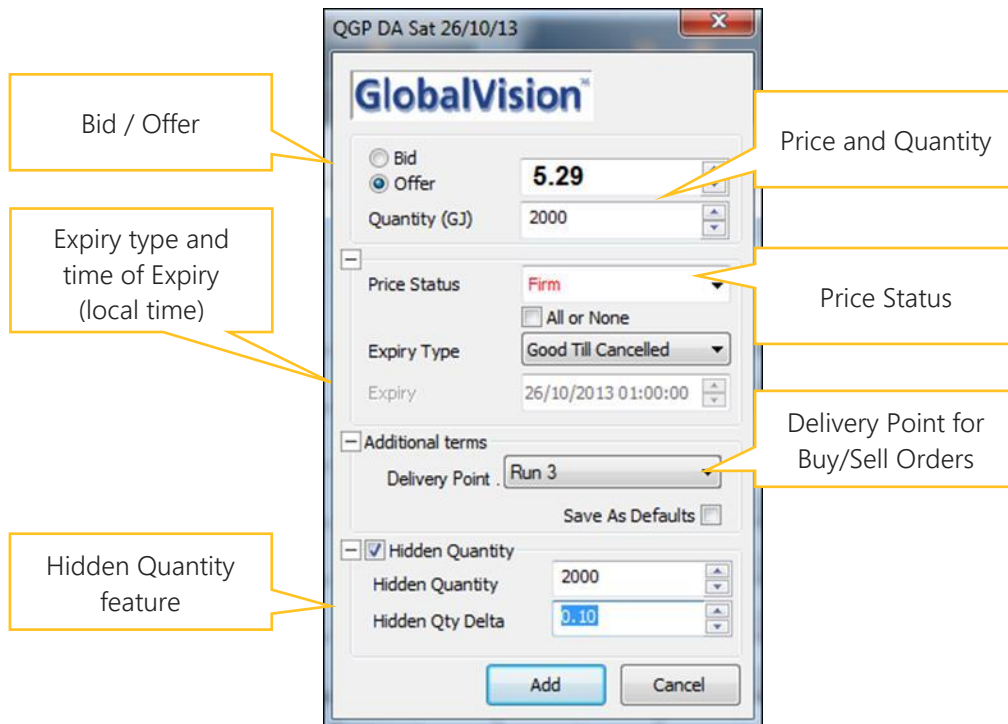 QGP DA Sat 26/10/13
GlobalVision™
Bid / Offer
Bid
Offer
5.29
Quantity (GJ)
2000
Price and Quantity
Expiry type and
time of Expiry
(local time)
Price Status
Firm
All or None
Price Status
Expiry Type
Good Till Cancelled
Expiry
26/10/2013 01:00:00
Additional terms
Delivery Point .
Run 3
Delivery Point for
Buy/Sell Orders
Save As Defaults
Hidden Quantity
feature
Hidden Quantity
Hidden Quantity
2000
Hidden Qty Delta
0.10
Add
Cancel